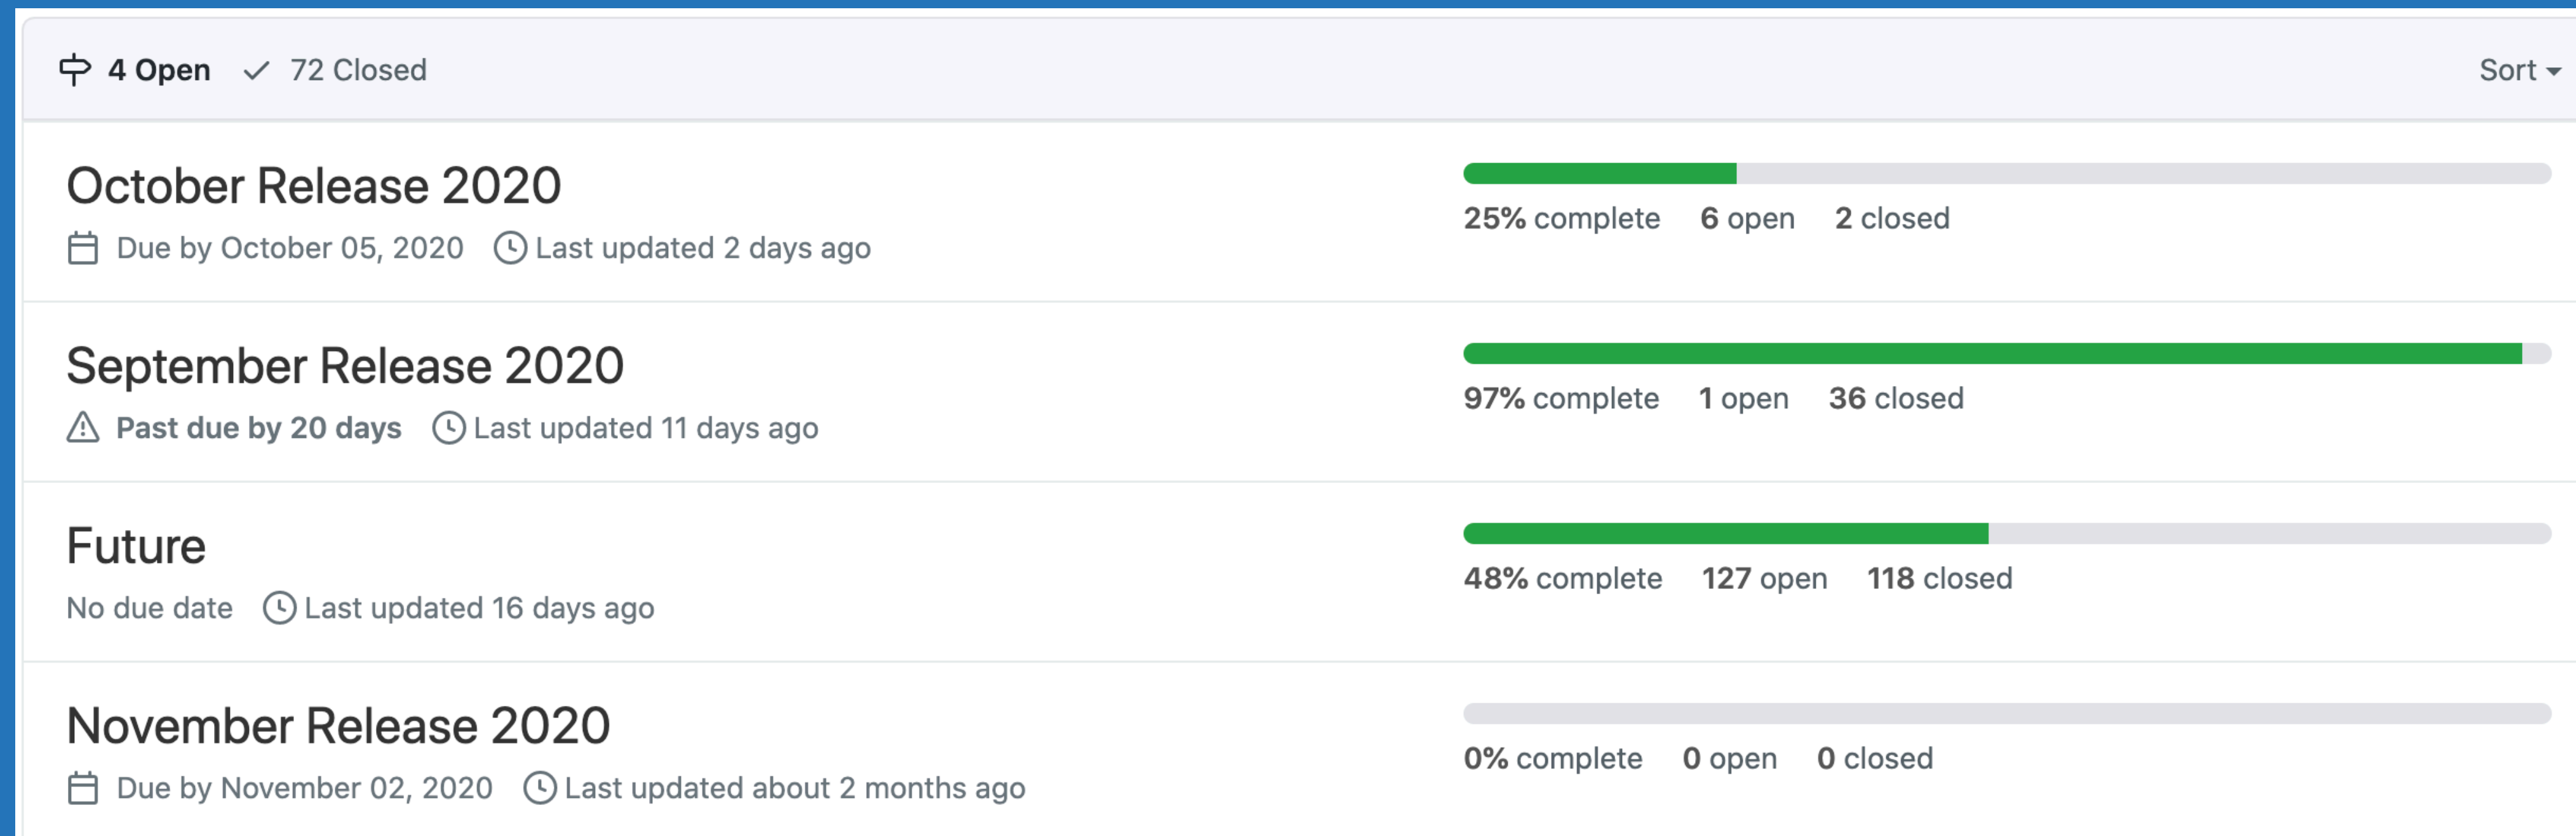 4 Open 72 Closed Sort
October Release 2020
Due by October 05, 2020 Last updated 2 days ago
25% complete 6 open 2 closed
September Release 2020
Past due by 20 days Last updated 11 days ago
97% complete 1 open 36 closed
Future
No due date Last updated 16 days ago
48% complete 127 open 118 closed
November Release 2020
Due by November 02, 2020 Last updated about 2 months ago
0% complete 0 open 0 closed